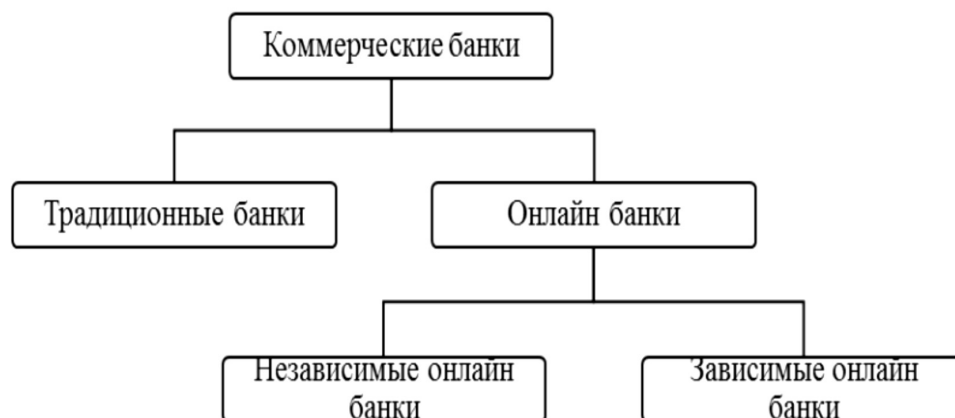 Коммерческие банки
Традиционные банки
Онлайн банки
Независимые онлайн
банки
Зависимые онлайн
банки